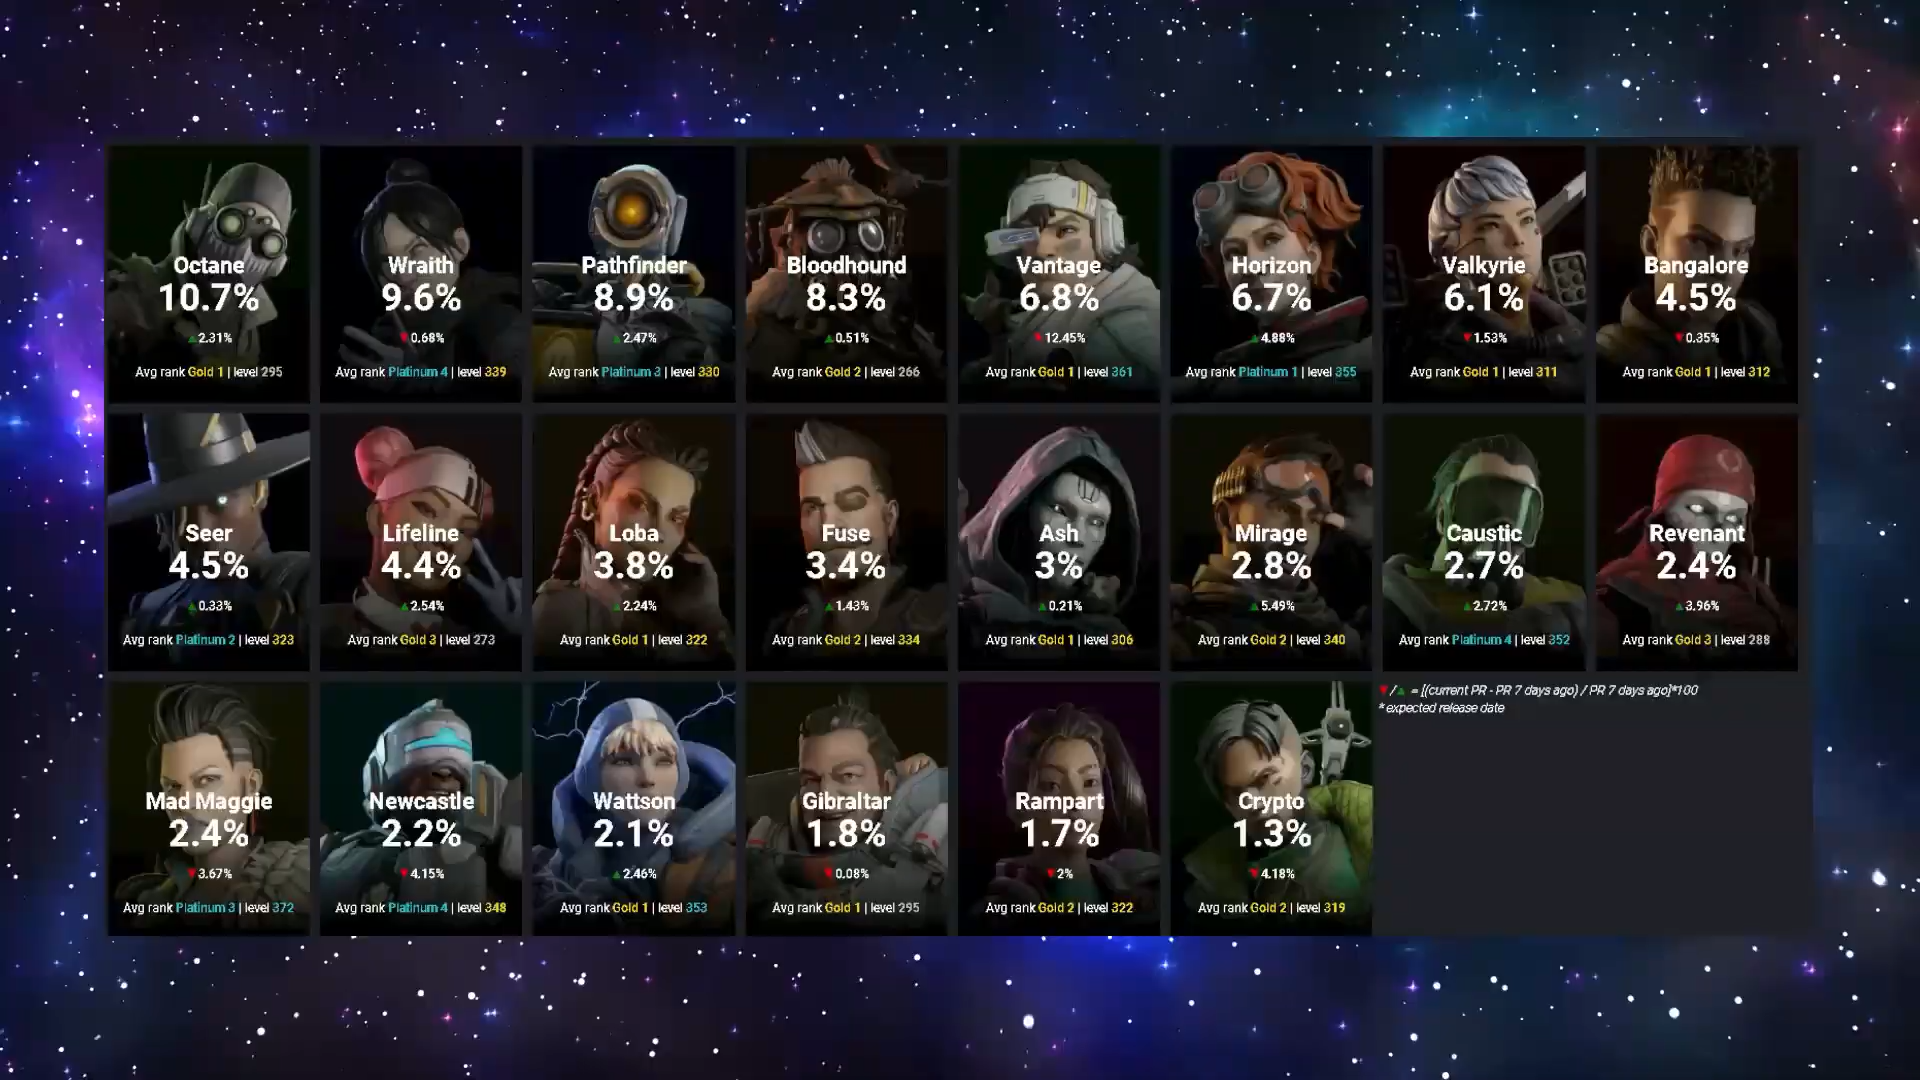 Octane
10.7%
▲2.31%
Avg rank Gold 1 | level 295
Wraith
9.6%
▼0.68%
Avg rank Platinum 4 | level 339
Pathfinder
8.9%
▲2.47%
Avg rank Platinum 3 | level 330
Bloodhound
8.3%
▲0.51%
Avg rank Gold 2 | level 266
Vantage
6.8%
▼12.45%
Avg rank Gold 1 | level 361
Horizon
6.7%
▲4.88%
Avg rank Platinum 1 | level 355
Valkyrie
6.1%
▼1.53%
Avg rank Gold 1 | level 311
Bangalore
4.5%
▼0.35%
Avg rank Gold 1 | level 312
Seer
4.5%
▲0.33%
Avg rank Platinum 2 | level 323
Lifeline
4.4%
▲2.54%
Avg rank Gold 3 | level 273
Loba
3.8%
▲2.24%
Avg rank Gold 1 | level 322
Fuse
3.4%
▲1.43%
Avg rank Gold 2 | level 334
Ash
3%
▲0.21%
Avg rank Gold 1 | level 306
Mirage
2.8%
▲5.49%
Avg rank Gold 2 | level 340
Caustic
2.7%
▲2.72%
Avg rank Platinum 4 | level 352
Revenant
2.4%
▲3.96%
Avg rank Gold 3 | level 288
Mad Maggie
2.4%
▼3.67%
Avg rank Platinum 3 | level 372
Newcastle
2.2%
▼4.15%
Avg rank Platinum 4 | level 348
Wattson
2.1%
▲2.46%
Avg rank Gold 1 | level 353
Gibraltar
1.8%
▼0.08%
Avg rank Gold 1 | level 295
Rampart
1.7%
▼2%
Avg rank Gold 2 | level 322
Crypto
1.3%
▼4.18%
Avg rank Gold 2 | level 319
▼/▲ = [(current PR - PR 7 days ago) / PR 7 days ago]*100
* expected release date